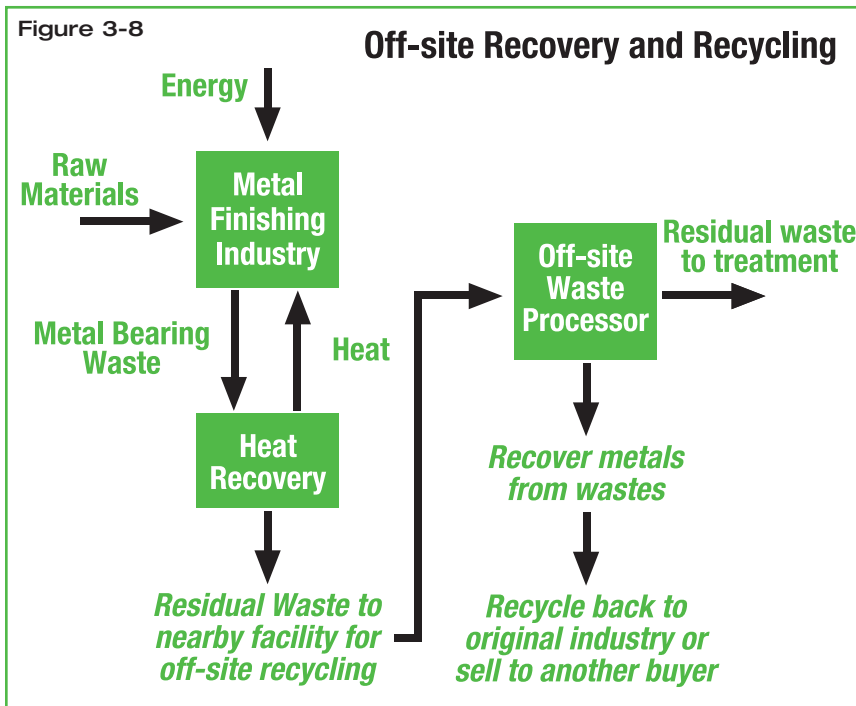 Figure 3-8
Off-site Recovery and Recycling
Energy
Raw
Materials
Metal
Finishing
Industry
Metal Bearing
Waste
Heat
Heat
Recovery
Residual Waste to
nearby facility for
off-site recycling
Off-site
Waste
Processor
Residual waste
to treatment
Recover metals
from wastes
Recycle back to
original industry or
sell to another buyer